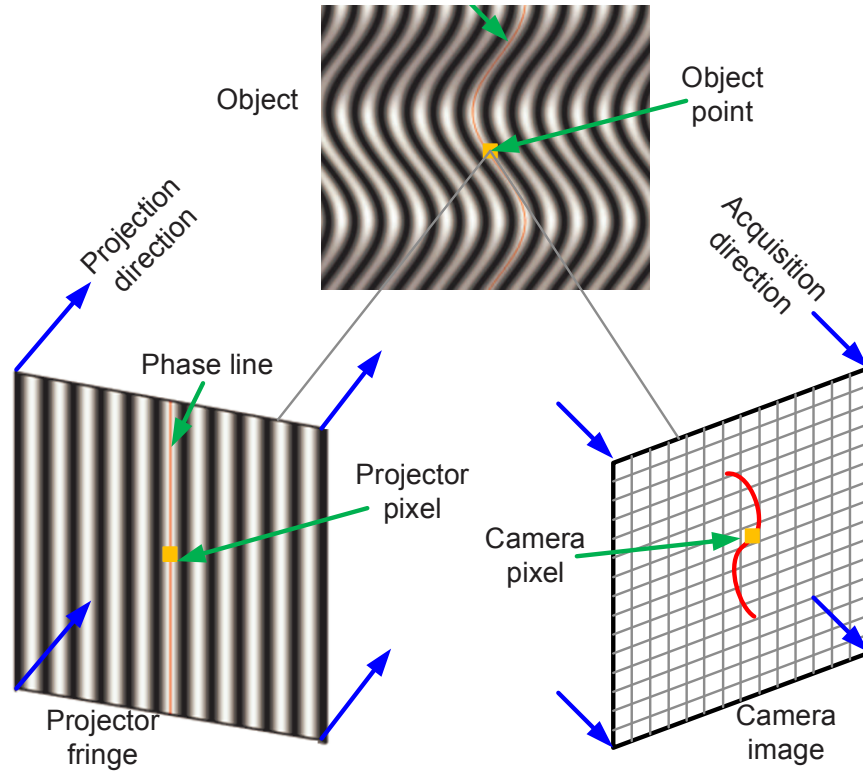 Object
Object
point
Projection
direction
Acquisition
direction
Phase line
Projector
pixel
Camera
pixel
Projector
fringe
Camera
image